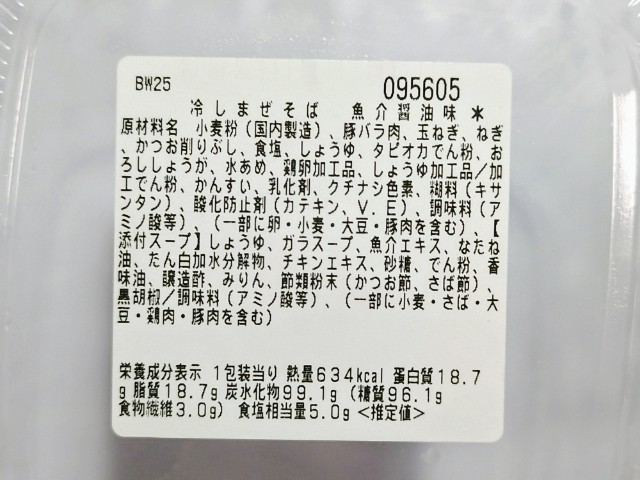 BW25
095605
冷しまぜそば 魚介醤油味＊
原材料名 小麦粉（国内製造）、豚バラ肉、玉ねぎ、ねぎ
、かつお削りぶし、食塩、しょうゆ、タピオカでん粉、お
ろししょうが、水あめ、鶏卵加工品、しょうゆ加工品／加
工でん粉、かんすい、乳化剤、クチナシ色素、糊料（キサ
ンタン）、酸化防止剤（カテキン、V．E）、調味料（ア
ミノ酸等）、（一部に卵・小麦・大豆・豚肉を含む）、【
添付スープ】しょうゆ、ガラスープ、魚介エキス、なたね
油、たん白加水分解物、チキンエキス、砂糖、でん粉、香
味油、醸造酢、みりん、節類粉末（かつお節、さば節）、
黒胡椒／調味料（アミノ酸等）、（一部に小麦・さば・大
豆・鶏肉・豚肉を含む）
栄養成分表示 1包装当り 熱量634kcal 蛋白質18.7
g 脂質18.7g 炭水化物99.1g（糖質96.1g
食物繊維3.0g） 食塩相当量5.0g <推定値>